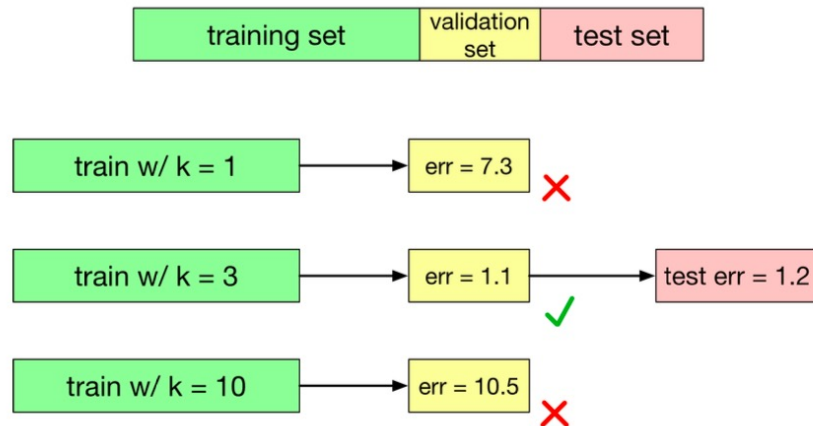 training set
validation
set
test set
train w/ k = 1
err = 7.3
train w/ k = 3
err = 1.1
test err = 1.2
train w/ k = 10
err = 10.5